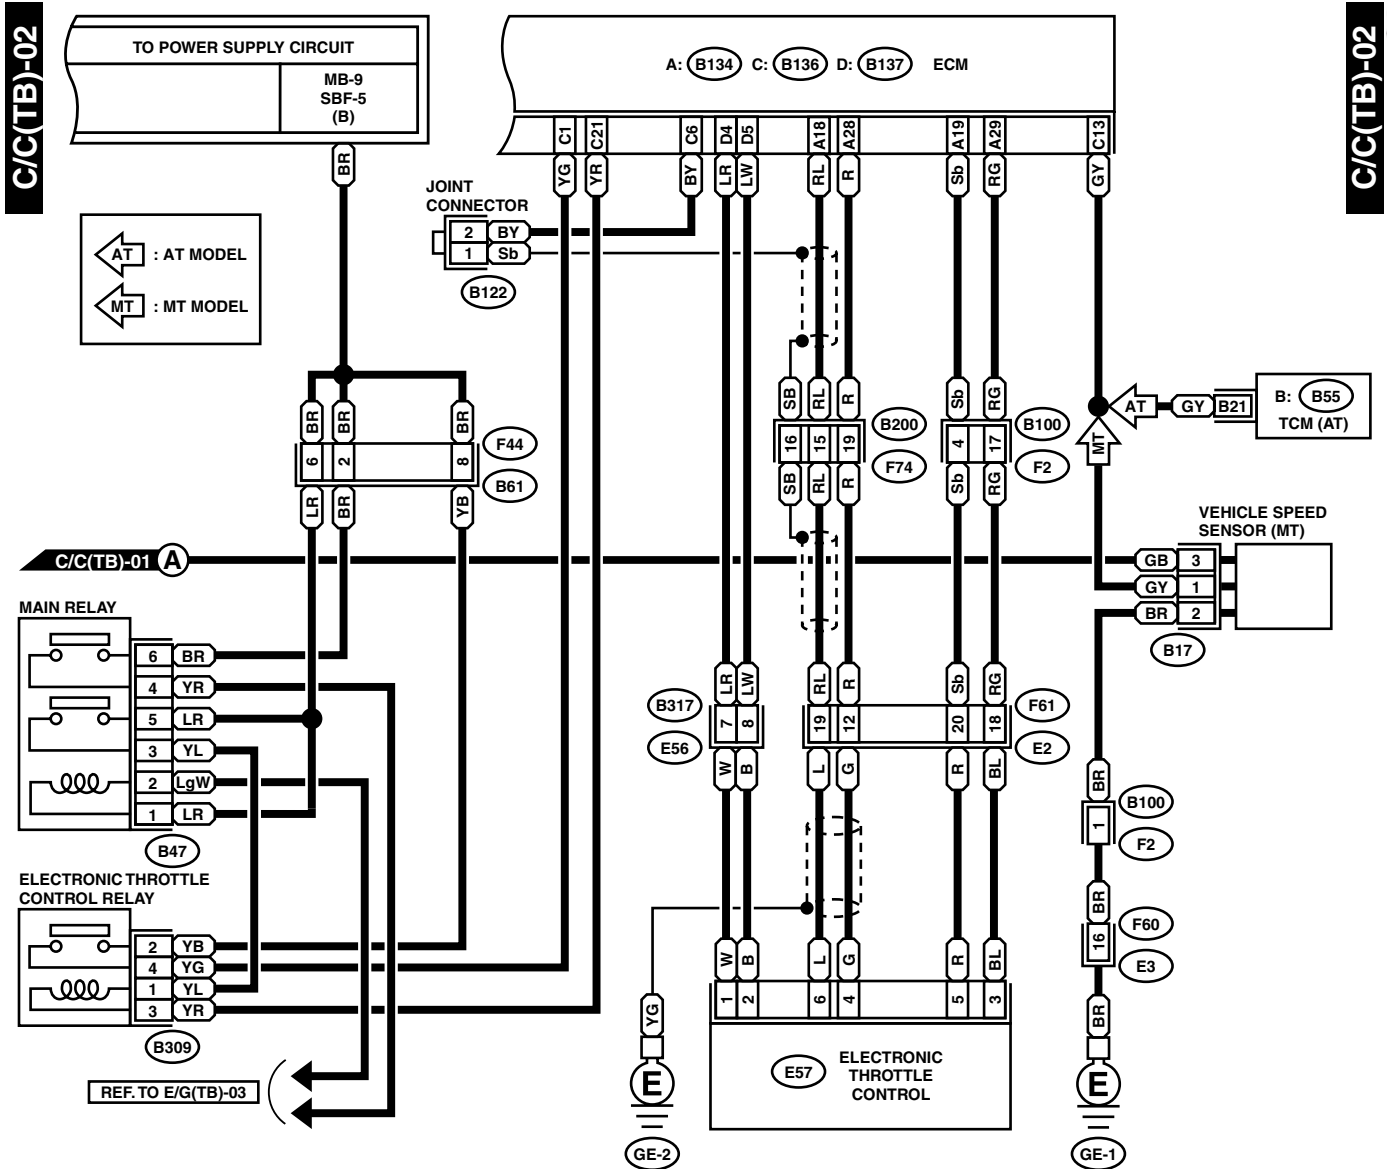 C/C(TB)-02
C/C(TB)-02
TO POWER SUPPLY CIRCUIT
MB-9
SBF-5
(B)
A: B134 C: B136 D: B137 ECM
C1 C21 C6 D4 D5 A18 A28 A19 A29 C13
BR
YG YR BY LR LW RL R Sb RG GY
JOINT
CONNECTOR
2 BY
1 Sb
B122
AT : AT MODEL
MT : MT MODEL
BR BR BR
6 2 8
F44
B61
LR BR YB
SB RL R Sb RG
16 15 19
B200
F74
4 17
B100
F2
SB RL R Sb RG
AT
GY B21
B: B55
TCM (AT)
MT
VEHICLE SPEED
SENSOR (MT)
GB 3
GY 1
BR 2
B17
C/C(TB)-01 A
MAIN RELAY
6 BR
4 YR
5 LR
3 YL
2 LgW
1 LR
B47
LR LW RL R Sb RG
B317
E56
7 8
19 12 20 18
F61
E2
W B L G R BL
BR
1
B100
F2
BR
16
F60
E3
BR
E
GE-1
ELECTRONIC THROTTLE
CONTROL RELAY
2 YB
4 YG
1 YL
3 YR
B309
REF. TO E/G(TB)-03
YG
E
GE-2
W B L G R BL
1 2 6 4 5 3
E57
ELECTRONIC
THROTTLE
CONTROL